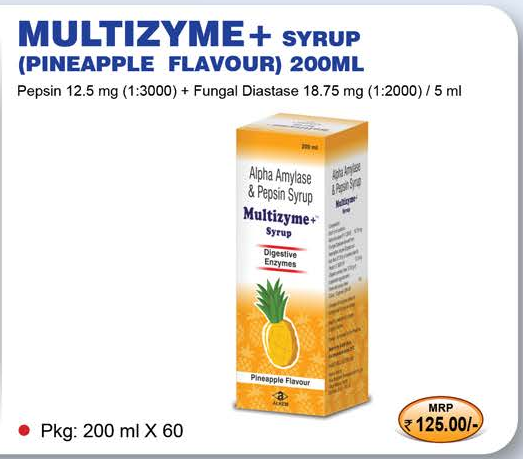 MULTIZYME+ SYRUP
(PINEAPPLE FLAVOUR) 200ML
Pepsin 12.5 mg (1:3000) + Fungal Diastase 18.75 mg (1:2000) / 5 ml
200 ml
Alpha Amylase
& Pepsin Syrup
Multizyme+
Syrup
Digestive
Enzymes
Pineapple Flavour
ALKEM
Alpha Amylase
& Pepsin Syrup
Multizyme+
Syrup
• Pkg: 200 ml X 60
MRP
₹ 125.00/-